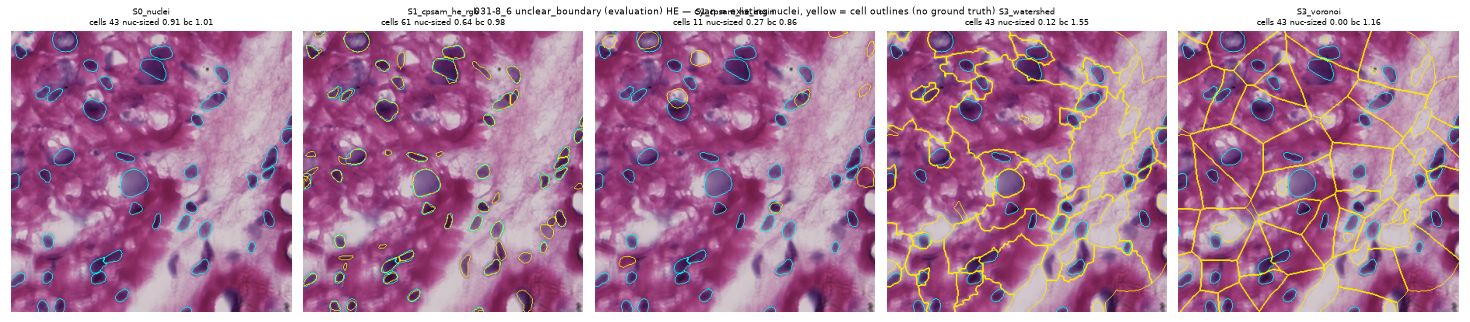 031-8_6 unclear_boundary (evaluation) HE — cyan = existing nuclei, yellow = cell outlines (no ground truth)
S0_nuclei
cells 43 nuc-sized 0.91 bc 1.01
S1_cpsam_he_rgb
cells 61 nuc-sized 0.64 bc 0.98
cells 11 nuc-sized 0.27 bc 0.86
S3_watershed
cells 43 nuc-sized 0.12 bc 1.55
S3_voronoi
cells 43 nuc-sized 0.00 bc 1.16